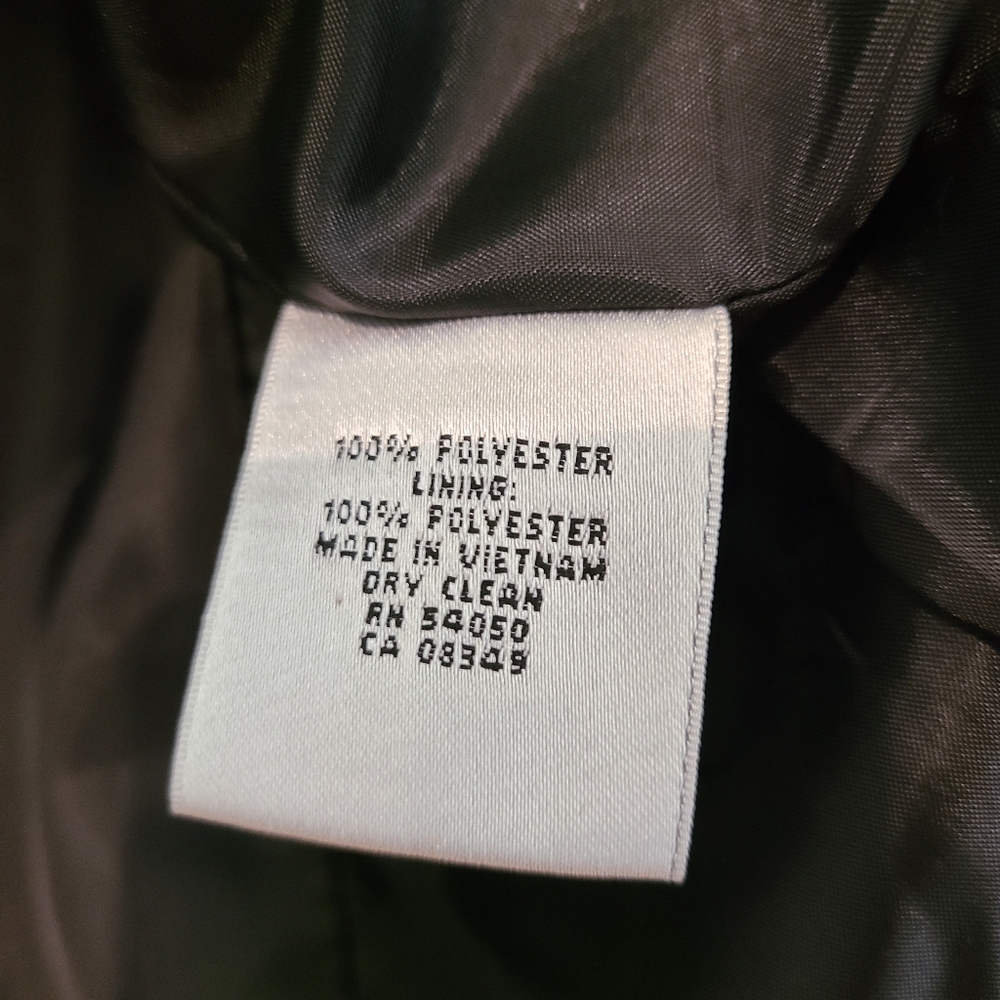 100% POLYESTER
LINING:
100% POLYESTER
MADE IN VIETNAM
DRY CLEAN
RN 54050
CA 08349